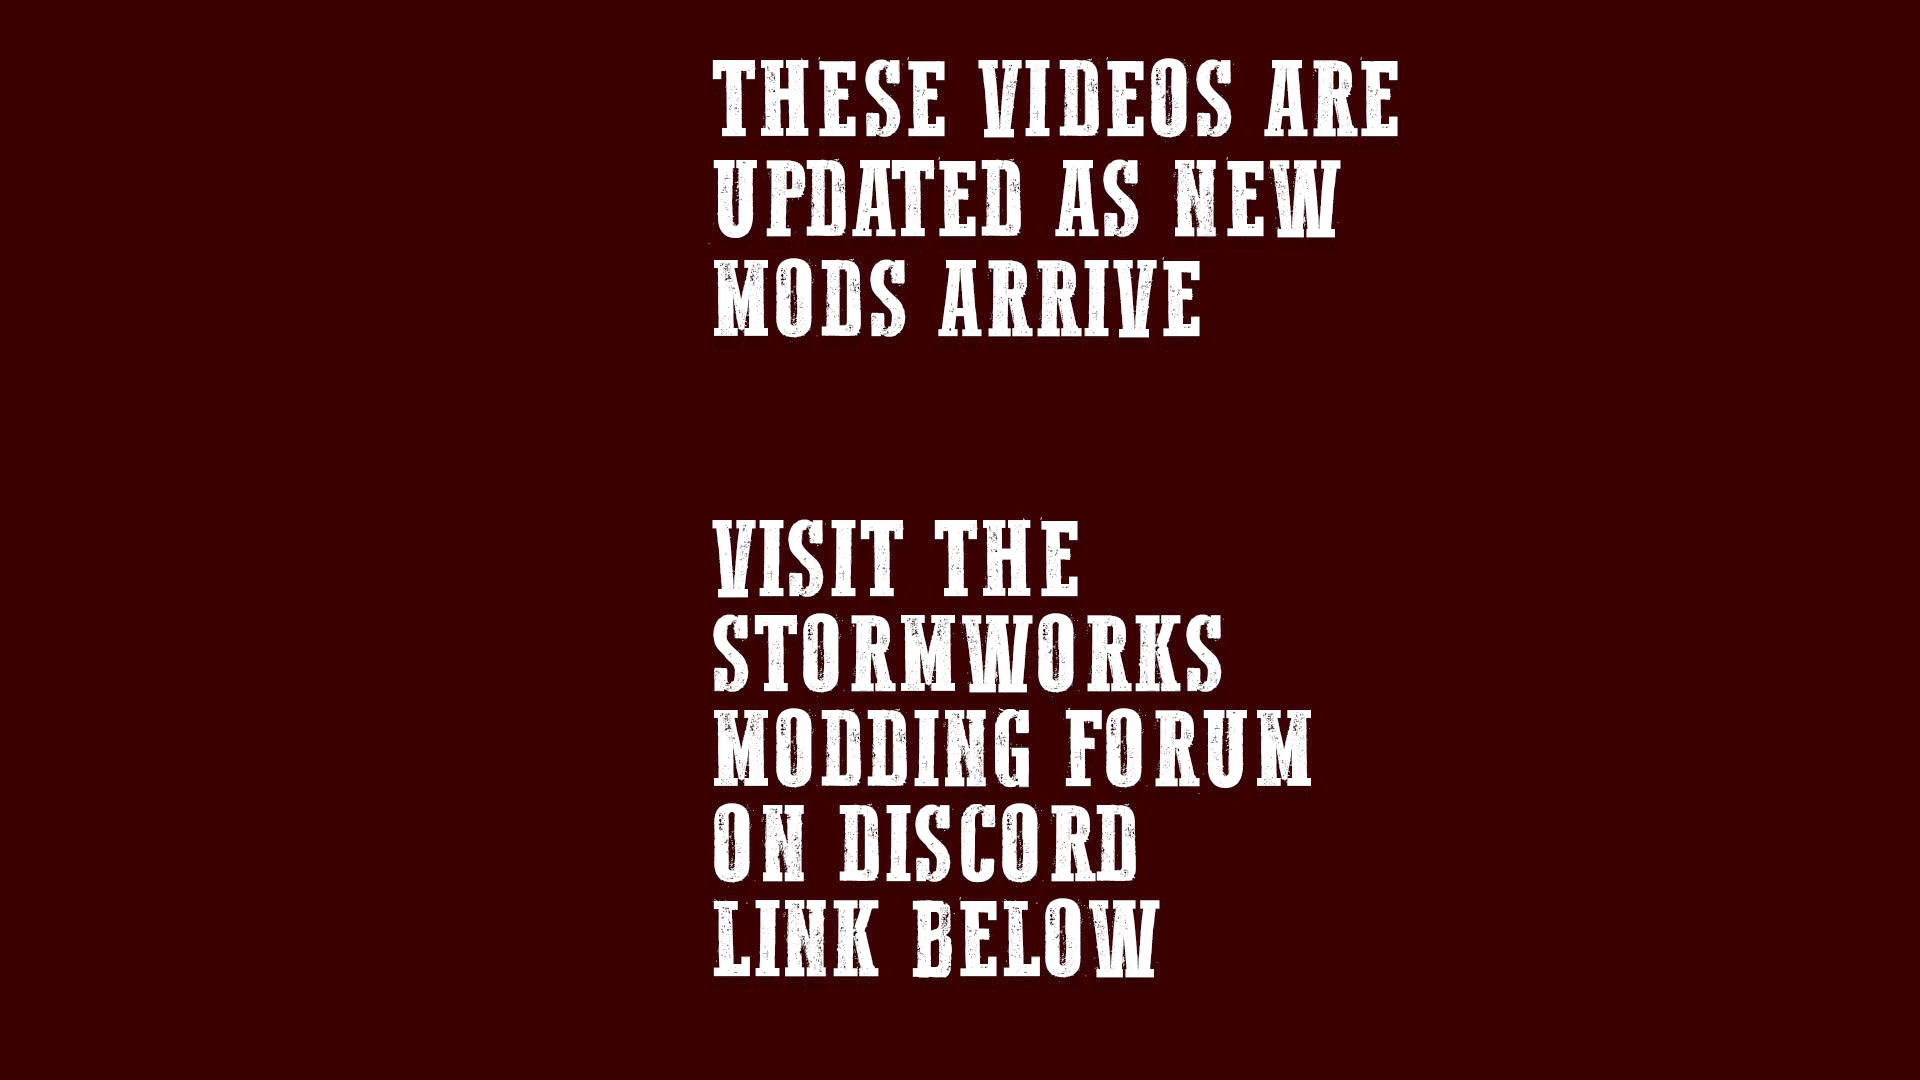 THESE VIDEOS ARE
UPDATED AS NEW
MODS ARRIVE
VISIT THE
STORMWORKS
MODDING FORUM
ON DISCORD
LINK BELOW